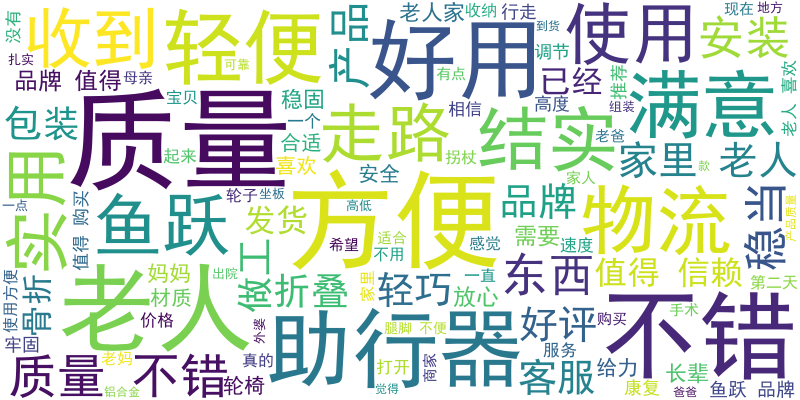 没有
收到
轻便
产品
老人家
收纳
行走
到货
现在
地方
扎实
品牌 值得
母亲
可靠
好用
调节
使用
安装
有点
已经
推荐
喜欢
宝贝
稳固
质量
相信
高度
组装
满意
老人
包装
一个
合适
走路
结实
老爸
实用
起来
喜欢
拐杖
家里
老人
款
安全
家人
一点
值得 购买
鱼跃
轮子
坐板
方便
高低
品牌
物流
稳当
产品质量
发货
希望
适合
不用
感觉
需要
速度
使用方便
骨折
妈妈
材质
出院
做工
折叠
家里
轻巧
一直
放心
东西
值得 信赖
第二天
牢固
价格
老人
外婆
助行器
腿脚 不便
好评
购买
手术
不错
质量 不错
老妈
真的
打开
商家
服务
给力
铝合金
轮椅
觉得
客服
康复
长辈
爸爸
鱼跃 品牌